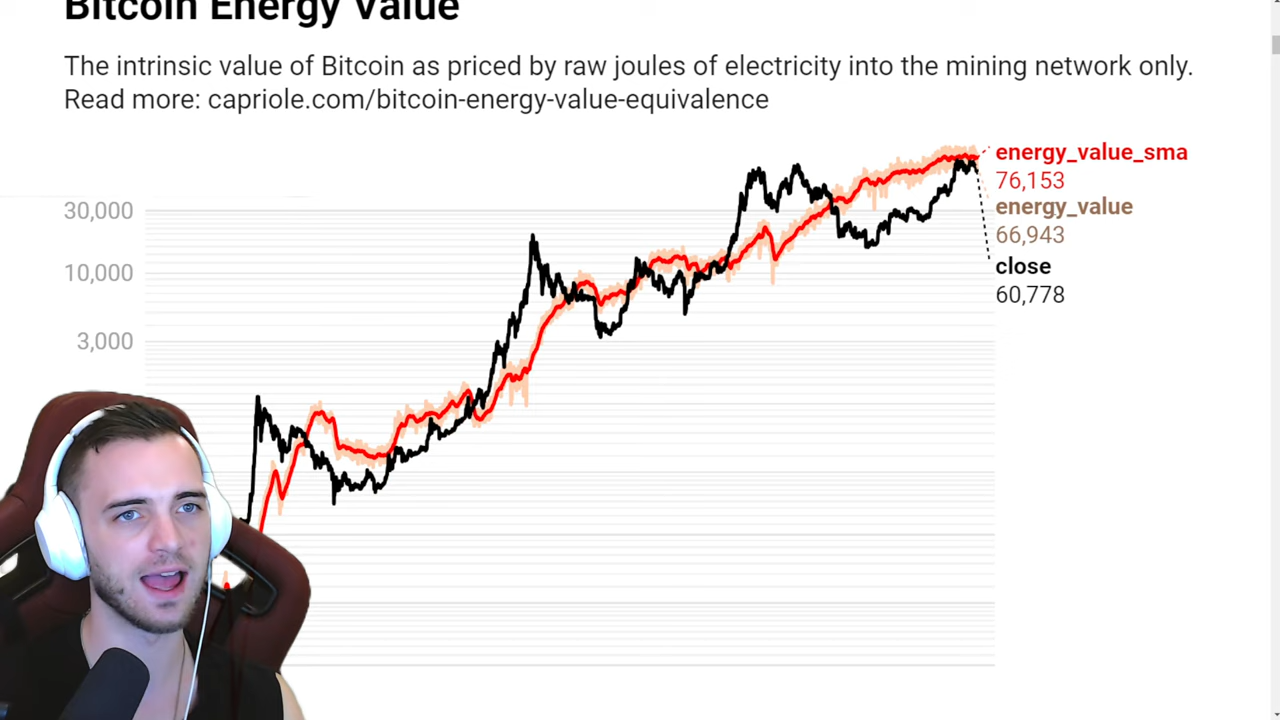 Bitcoin Energy Value
The intrinsic value of Bitcoin as priced by raw joules of electricity into the mining network only.
Read more: capriole.com/bitcoin-energy-value-equivalence
energy_value_sma
76,153
energy_value
66,943
close
60,778
30,000
10,000
3,000